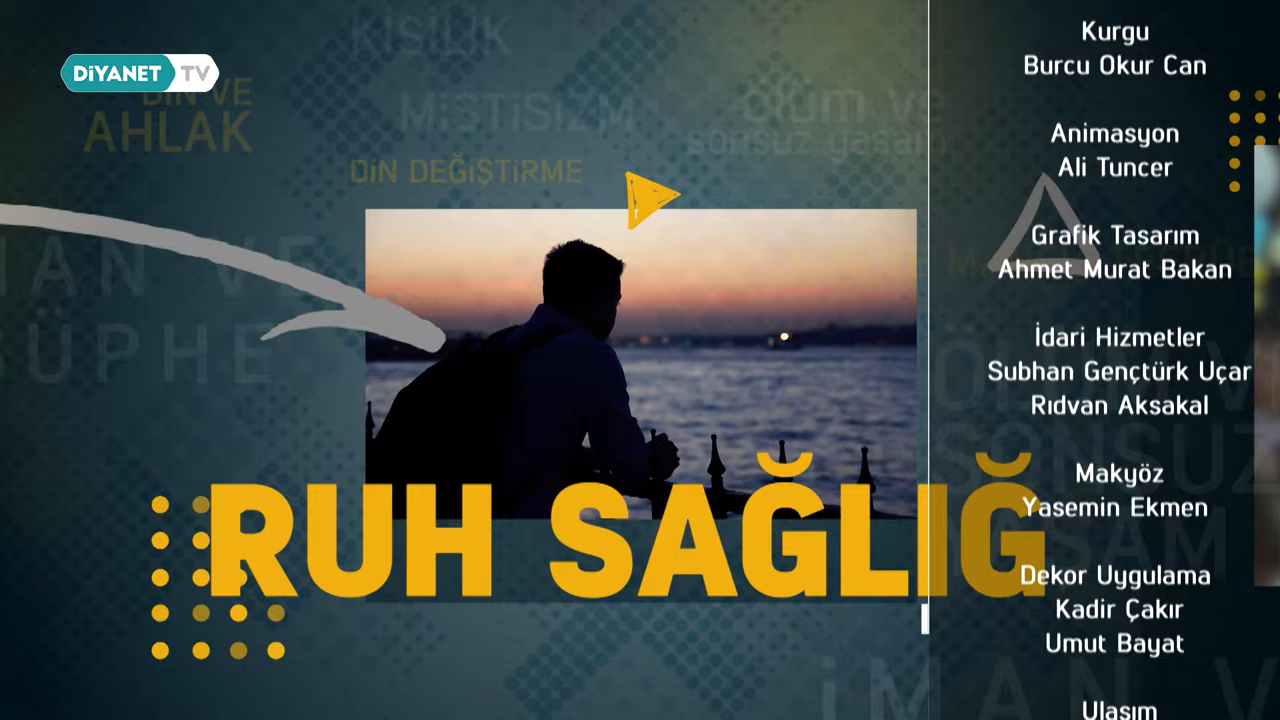 DİYANET TV
DİN VE
AHLAK
KİŞİLİK
MİSTİSİZM
ölüm ve
sonsuz yaşam
DİN DEĞİŞTİRME
MAN VE
ŞÜPHE
RUH SAĞLIĞ
Kurgu
Burcu Okur Can
Animasyon
Ali Tuncer
Grafik Tasarım
Ahmet Murat Bakan
İdari Hizmetler
Subhan Gençtürk Uçar
Rıdvan Aksakal
Makyöz
Yasemin Ekmen
Dekor Uygulama
Kadir Çakır
Umut Bayat
Ulaşım
SONSUZ
İMAN V